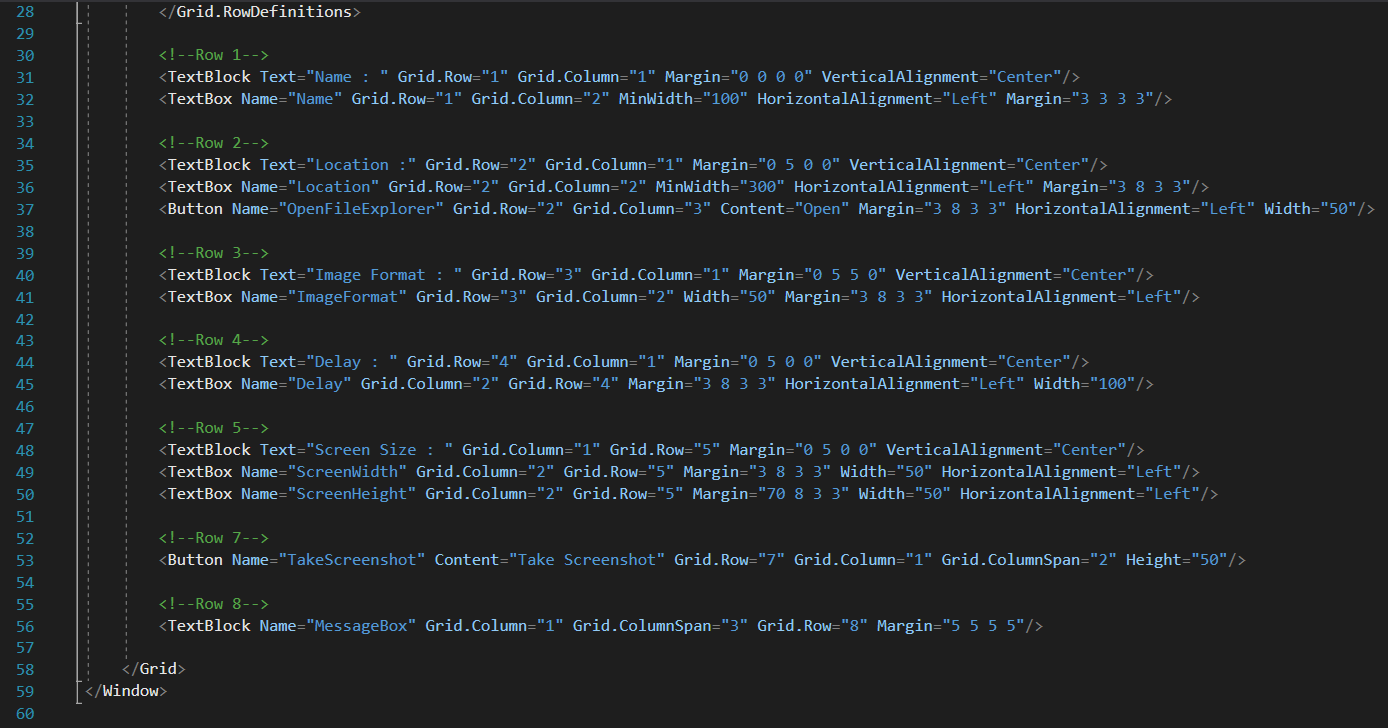 28 </Grid.RowDefinitions>
29
30 <!--Row 1-->
31 <TextBlock Text="Name : " Grid.Row="1" Grid.Column="1" Margin="0 0 0 0" VerticalAlignment="Center"/>
32 <TextBox Name="Name" Grid.Row="1" Grid.Column="2" MinWidth="100" HorizontalAlignment="Left" Margin="3 3 3 3"/>
33
34 <!--Row 2-->
35 <TextBlock Text="Location :" Grid.Row="2" Grid.Column="1" Margin="0 5 0 0" VerticalAlignment="Center"/>
36 <TextBox Name="Location" Grid.Row="2" Grid.Column="2" MinWidth="300" HorizontalAlignment="Left" Margin="3 8 3 3"/>
37 <Button Name="OpenFileExplorer" Grid.Row="2" Grid.Column="3" Content="Open" Margin="3 8 3 3" HorizontalAlignment="Left" Width="50"/>
38
39 <!--Row 3-->
40 <TextBlock Text="Image Format : " Grid.Row="3" Grid.Column="1" Margin="0 5 5 0" VerticalAlignment="Center"/>
41 <TextBox Name="ImageFormat" Grid.Row="3" Grid.Column="2" Width="50" Margin="3 8 3 3" HorizontalAlignment="Left"/>
42
43 <!--Row 4-->
44 <TextBlock Text="Delay : " Grid.Row="4" Grid.Column="1" Margin="0 5 0 0" VerticalAlignment="Center"/>
45 <TextBox Name="Delay" Grid.Column="2" Grid.Row="4" Margin="3 8 3 3" HorizontalAlignment="Left" Width="100"/>
46
47 <!--Row 5-->
48 <TextBlock Text="Screen Size : " Grid.Column="1" Grid.Row="5" Margin="0 5 0 0" VerticalAlignment="Center"/>
49 <TextBox Name="ScreenWidth" Grid.Column="2" Grid.Row="5" Margin="3 8 3 3" Width="50" HorizontalAlignment="Left"/>
50 <TextBox Name="ScreenHeight" Grid.Column="2" Grid.Row="5" Margin="70 8 3 3" Width="50" HorizontalAlignment="Left"/>
51
52 <!--Row 7-->
53 <Button Name="TakeScreenshot" Content="Take Screenshot" Grid.Row="7" Grid.Column="1" Grid.ColumnSpan="2" Height="50"/>
54
55 <!--Row 8-->
56 <TextBlock Name="MessageBox" Grid.Column="1" Grid.ColumnSpan="3" Grid.Row="8" Margin="5 5 5 5"/>
57
58 </Grid>
59 </Window>
60